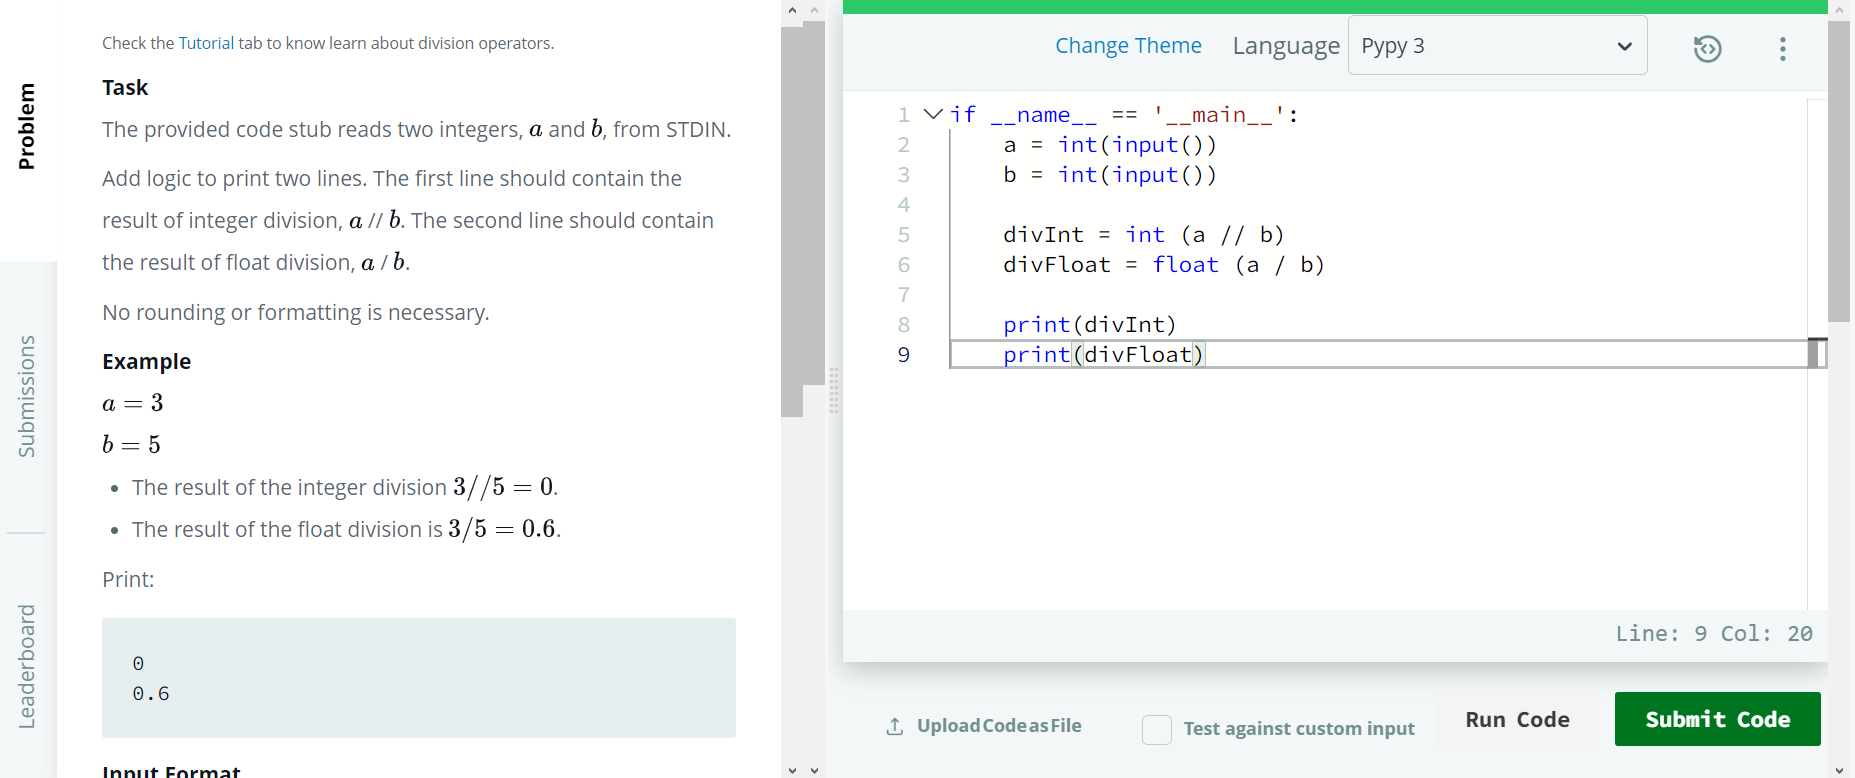 Problem
Submissions
Leaderboard
Check the Tutorial tab to know learn about division operators.
Task
The provided code stub reads two integers, a and b, from STDIN.
Add logic to print two lines. The first line should contain the
result of integer division, a // b. The second line should contain
the result of float division, a / b.
No rounding or formatting is necessary.
Example
a = 3
b = 5
• The result of the integer division 3//5 = 0.
• The result of the float division is 3/5 = 0.6.
Print:
0
0.6
Input Format
Change Theme Language Pypy 3
1 if __name__ == '__main__':
2     a = int(input())
3     b = int(input())
4
5     divInt = int (a // b)
6     divFloat = float (a / b)
7
8     print(divInt)
9     print(divFloat)
Line: 9 Col: 20
Upload Code as File Test against custom input Run Code Submit Code